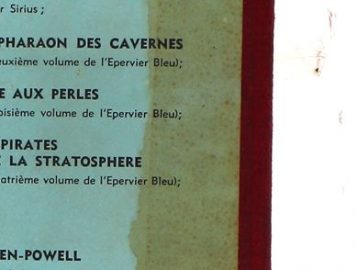 r Sirius ;
PHARAON DES CAVERNES
euxième volume de l'Epervier Bleu);
E AUX PERLES
oisième volume de l'Epervier Bleu);
PIRATES
E LA STRATOSPHERE
atrième volume de l'Epervier Bleu);
EN-POWELL